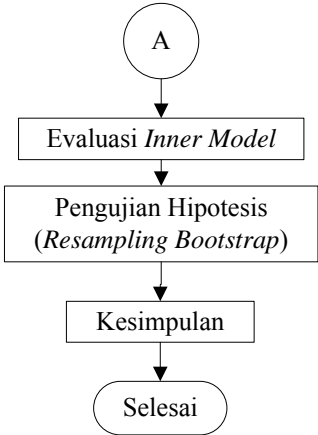 A
Evaluasi Inner Model
Pengujian Hipotesis
(Resampling Bootstrap)
Kesimpulan
Selesai